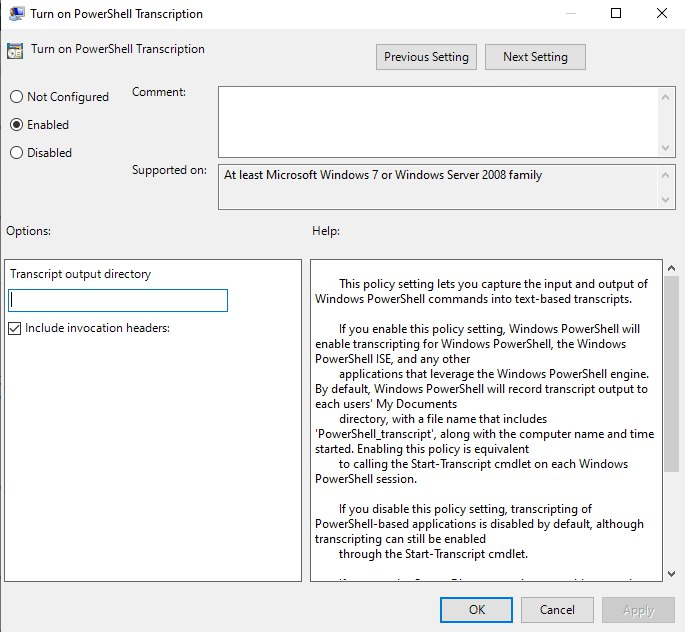 Turn on PowerShell Transcription
Turn on PowerShell Transcription
Previous Setting
Next Setting
Not Configured
Comment:
Enabled
Disabled
Supported on:
At least Microsoft Windows 7 or Windows Server 2008 family
Options:
Help:
Transcript output directory
Include invocation headers:
This policy setting lets you capture the input and output of
Windows PowerShell commands into text-based transcripts.
If you enable this policy setting, Windows PowerShell will
enable transcripting for Windows PowerShell, the Windows
PowerShell ISE, and any other
applications that leverage the Windows PowerShell engine.
By default, Windows PowerShell will record transcript output to
each users' My Documents
directory, with a file name that includes
'PowerShell_transcript', along with the computer name and time
started. Enabling this policy is equivalent
to calling the Start-Transcript cmdlet on each Windows
PowerShell session.
If you disable this policy setting, transcripting of
PowerShell-based applications is disabled by default, although
transcripting can still be enabled
through the Start-Transcript cmdlet.
OK
Cancel
Apply